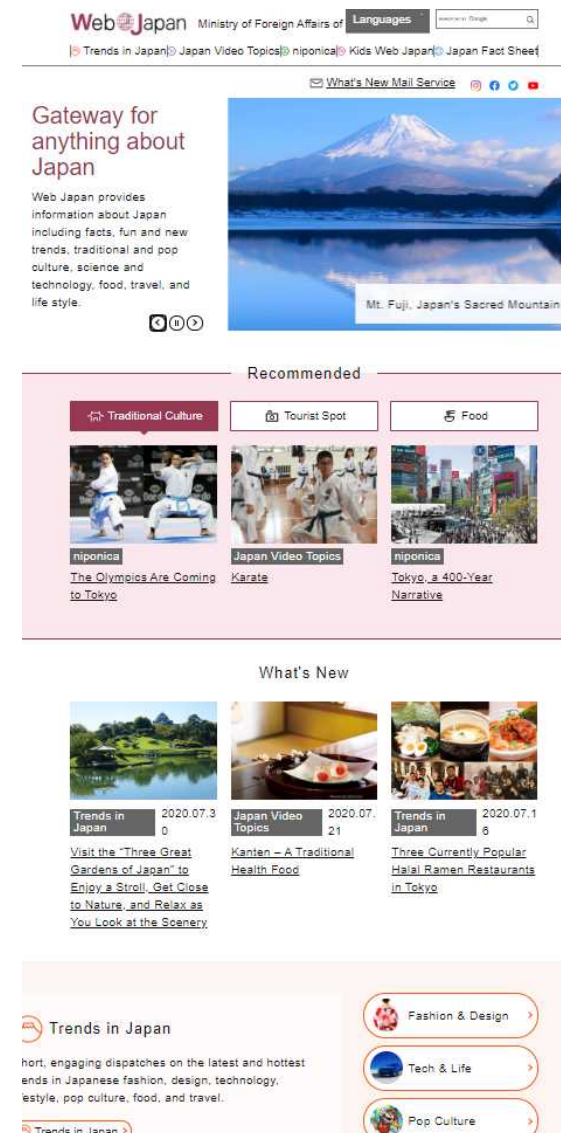 Web Japan Ministry of Foreign Affairs of
Languages
Trends in Japan Japan Video Topics niponica Kids Web Japan Japan Fact Sheet
What's New Mail Service
Gateway for
anything about
Japan
Web Japan provides
information about Japan
including facts, fun and new
trends, traditional and pop
culture, science and
technology, food, travel, and
life style.
Mt. Fuji, Japan's Sacred Mountain
Recommended
Traditional Culture
Tourist Spot
Food
niponica
The Olympics Are Coming
to Tokyo
Japan Video Topics
Karate
niponica
Tokyo, a 400-Year
Narrative
What's New
Trends in
Japan
2020.07.3
0
Visit the “Three Great
Gardens of Japan” to
Enjoy a Stroll, Get Close
to Nature, and Relax as
You Look at the Scenery
Japan Video
Topics
2020.07.
21
Kanten – A Traditional
Health Food
Trends in
Japan
2020.07.1
6
Three Currently Popular
Halal Ramen Restaurants
in Tokyo
Trends in Japan
hort, engaging dispatches on the latest and hottest
ends in Japanese fashion, design, technology,
festyle, pop culture, food, and travel.
Trends in Japan
Fashion & Design
Tech & Life
Pop Culture